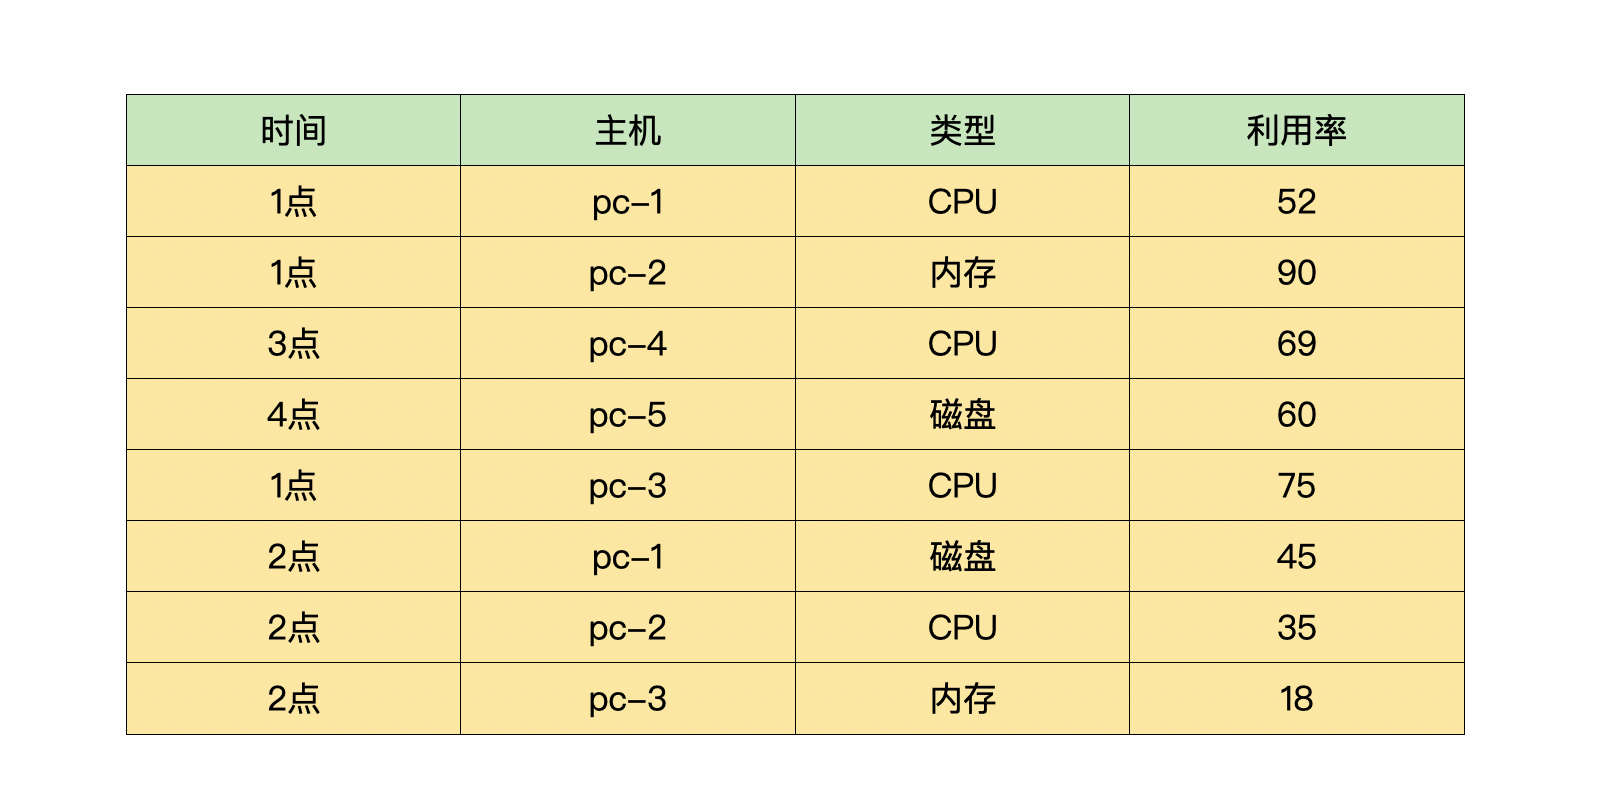 时间 主机 类型 利用率
1点 pc-1 CPU 52
1点 pc-2 内存 90
3点 pc-4 CPU 69
4点 pc-5 磁盘 60
1点 pc-3 CPU 75
2点 pc-1 磁盘 45
2点 pc-2 CPU 35
2点 pc-3 内存 18